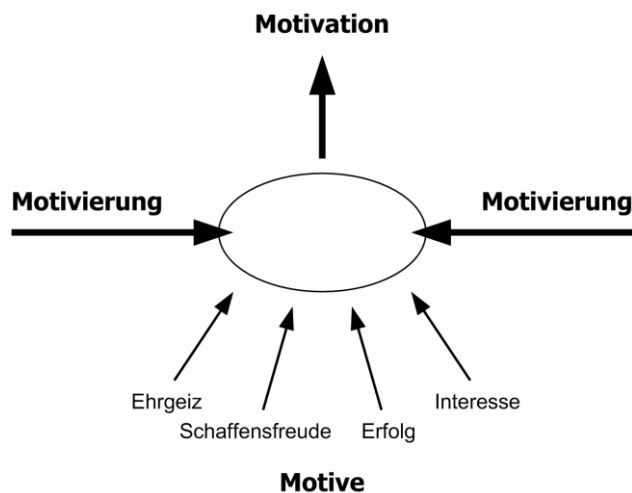 Motivation
Motivierung Motivierung
Ehrgeiz Interesse
Schaffensfreude Erfolg
Motive